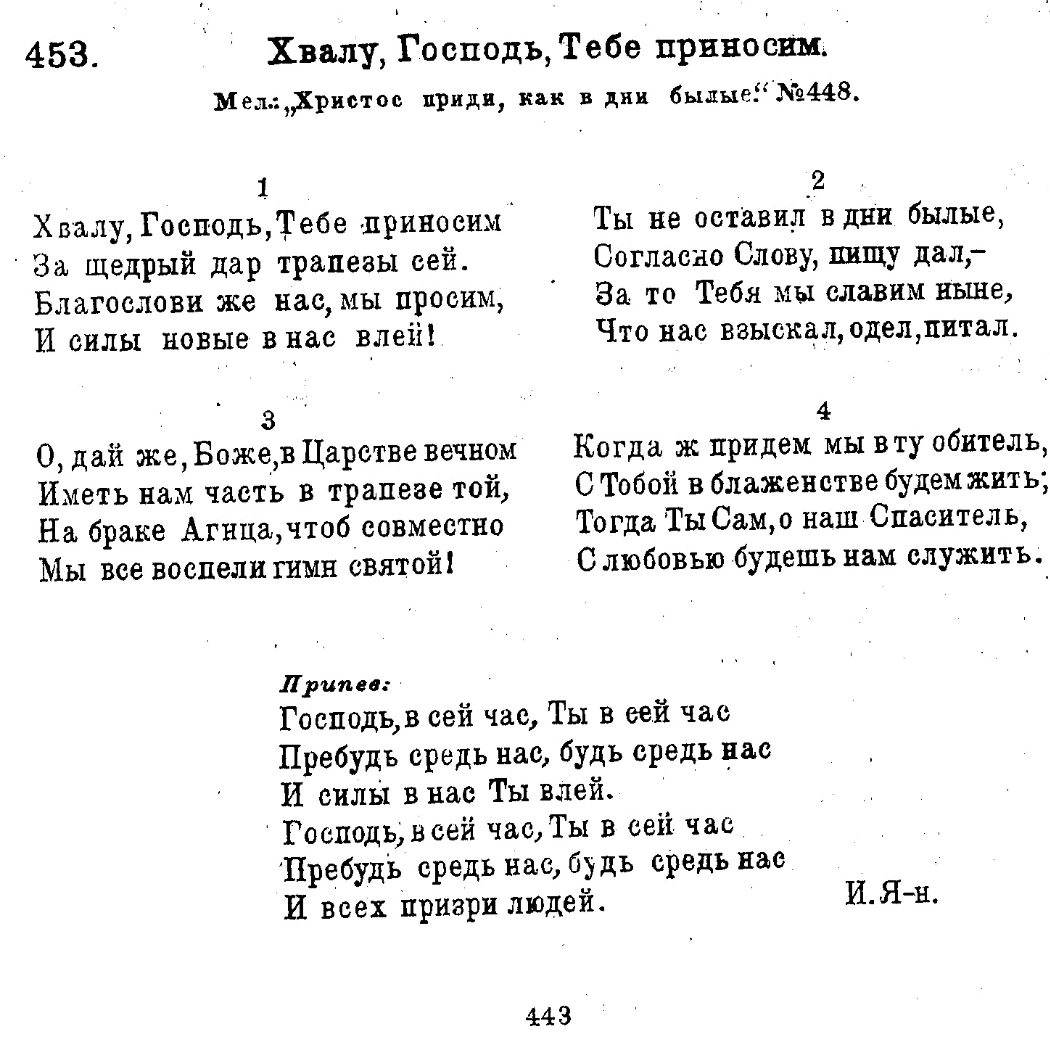 453.
Хвалу, Господь, Тебе приносим.
Мел.: „Христос приди, как в дни былые.“ №448.
1
Хвалу, Господь, Тебе приносим
За щедрый дар трапезы сей.
Благослови же нас, мы просим,
И силы новые в нас влей!
2
Ты не оставил в дни былые,
Согласно Слову, пищу дал,–
За то Тебя мы славим ныне,
Что нас взыскал, одел, питал.
3
О, дай же, Боже, в Царстве вечном
Иметь нам часть в трапезе той,
На браке Агнца, чтоб совместно
Мы все воспели гимн святой!
4
Когда ж придем мы в ту обитель,
С Тобой в блаженстве будем жить;
Тогда Ты Сам, о наш Спаситель,
С любовью будешь нам служить.
Припев:
Господь, в сей час, Ты в сей час
Пребудь средь нас, будь средь нас
И силы в нас Ты влей.
Господь, в сей час, Ты в сей час
Пребудь средь нас, будь средь нас
И всех призри людей.
И. Я-н.
443